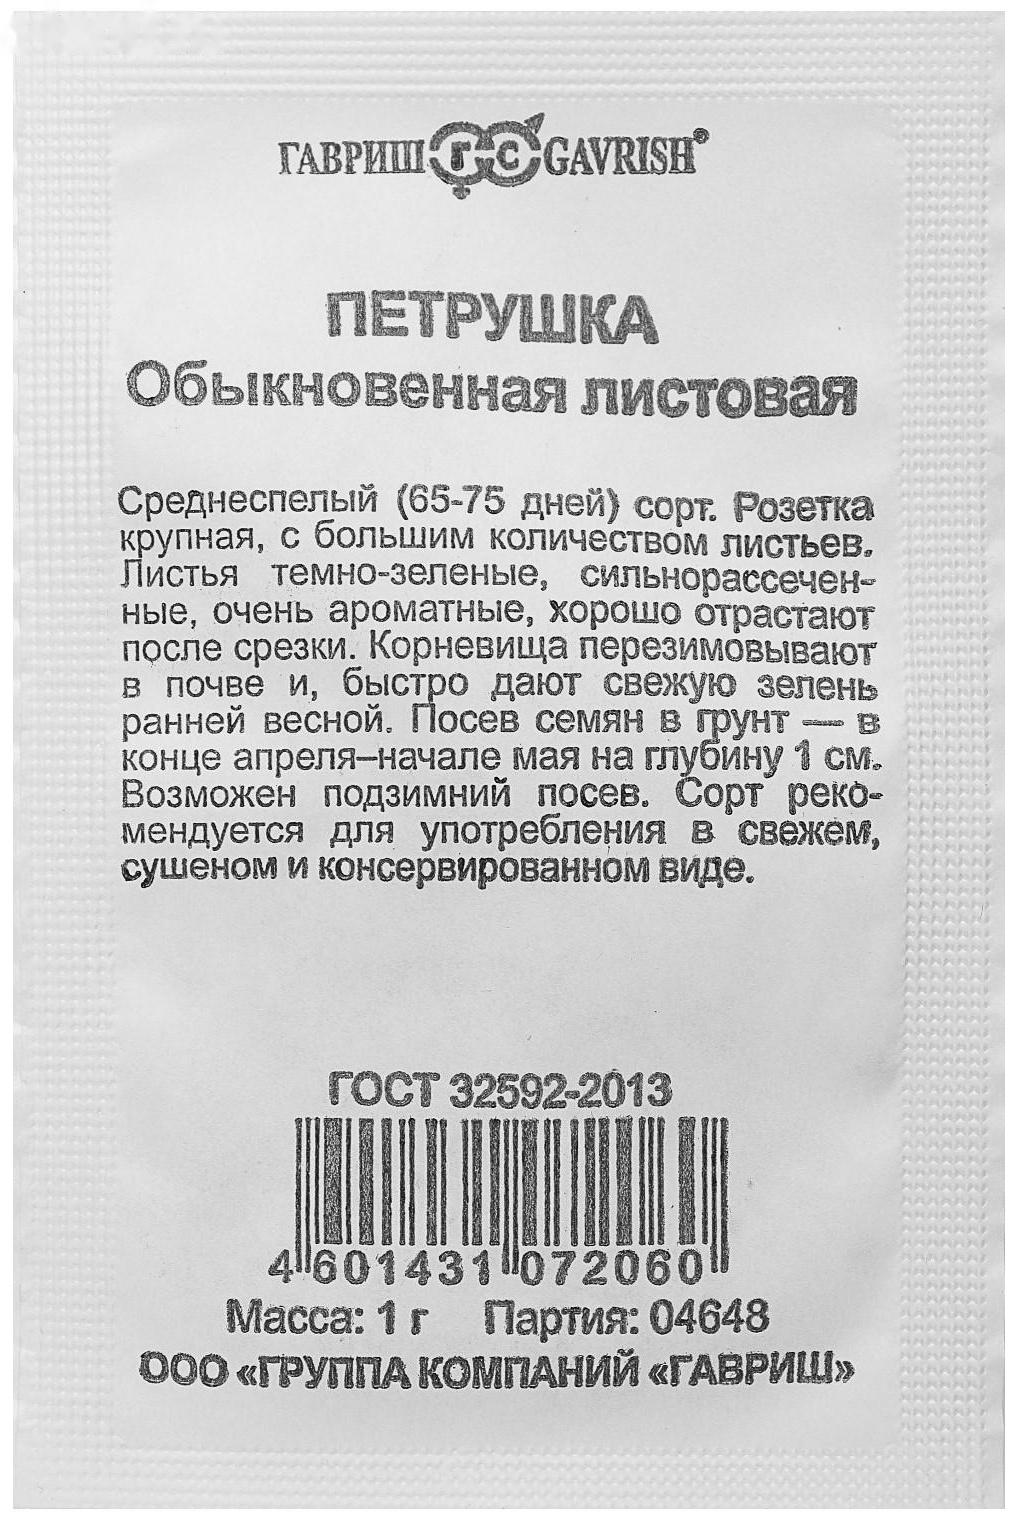 ГАВРИШ ГС GAVRISH®
ПЕТРУШКА
Обыкновенная листовая
Среднеспелый (65-75 дней) сорт. Розетка
крупная, с большим количеством листьев.
Листья темно-зеленые, сильнорассечен-
ные, очень ароматные, хорошо отрастают
после срезки. Корневища перезимовывают
в почве и, быстро дают свежую зелень
ранней весной. Посев семян в грунт — в
конце апреля–начале мая на глубину 1 см.
Возможен подзимний посев. Сорт реко-
мендуется для употребления в свежем,
сушеном и консервированном виде.
ГОСТ 32592-2013
4 601431 072060
Масса: 1 г Партия: 04648
ООО «ГРУППА КОМПАНИЙ «ГАВРИШ»